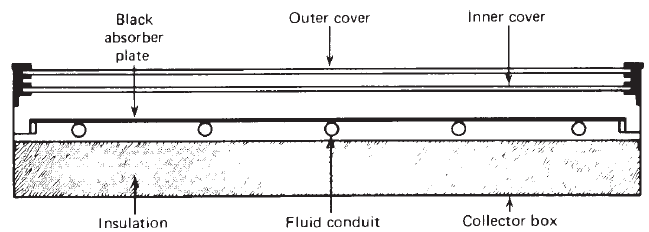 Black
absorber
plate
Outer cover
Inner cover
Insulation
Fluid conduit
Collector box